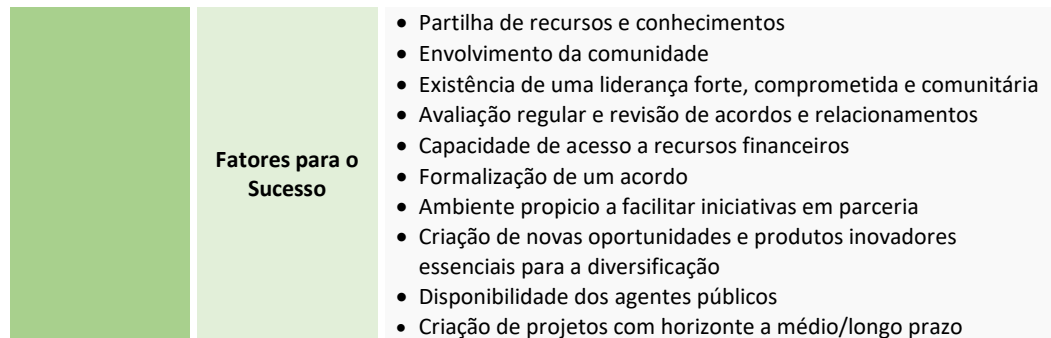 Fatores para o
Sucesso
• Partilha de recursos e conhecimentos
• Envolvimento da comunidade
• Existência de uma liderança forte, comprometida e comunitária
• Avaliação regular e revisão de acordos e relacionamentos
• Capacidade de acesso a recursos financeiros
• Formalização de um acordo
• Ambiente propicio a facilitar iniciativas em parceria
• Criação de novas oportunidades e produtos inovadores
essenciais para a diversificação
• Disponibilidade dos agentes públicos
• Criação de projetos com horizonte a médio/longo prazo